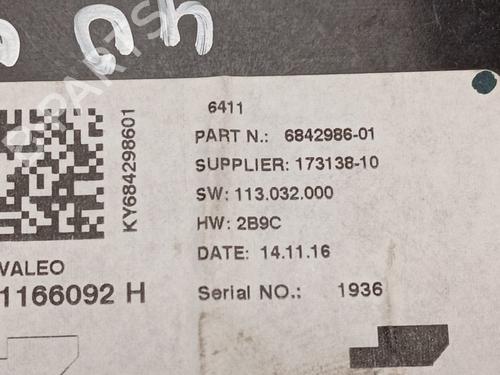 6411
PART N.: 6842986-01
SUPPLIER: 173138-10
SW: 113.032.000
HW: 2B9C
DATE: 14.11.16
Serial NO.: 1936
KY684298601
VALEO
1166092 H